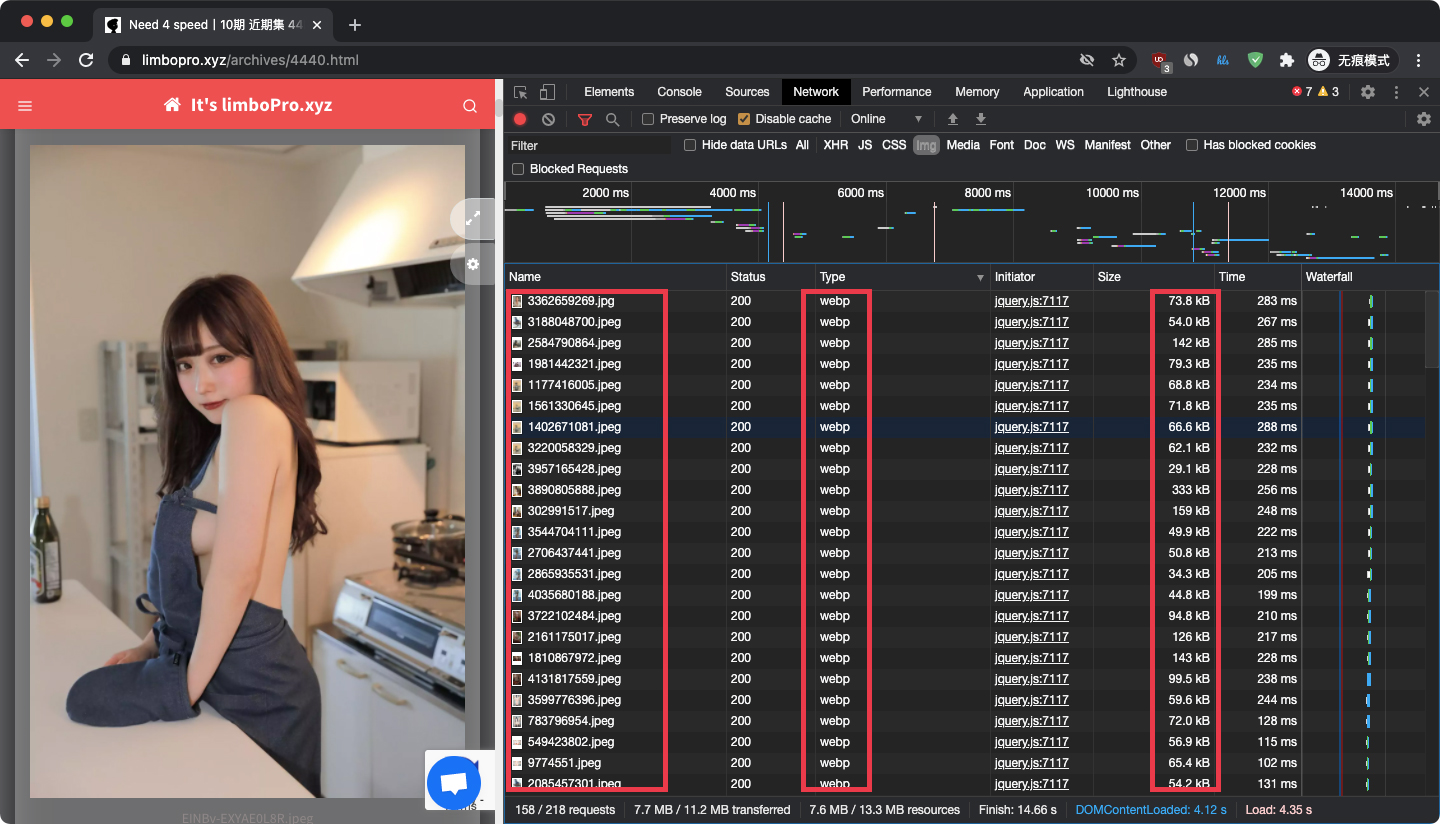 Need 4 speed | 10期 近期集 44
limbopro.xyz/archives/4440.html
3
无痕模式
It's limboPro.xyz
Elements Console Sources Network Performance Memory Application Lighthouse 7 3
Preserve log Disable cache Online
Filter Hide data URLs All XHR JS CSS Img Media Font Doc WS Manifest Other Has blocked cookies
Blocked Requests
2000 ms 4000 ms 6000 ms 8000 ms 10000 ms 12000 ms 14000 ms
Name Status Type Initiator Size Time Waterfall
3362659269.jpg 200 webp jquery.js:7117 73.8 kB 283 ms
3188048700.jpeg 200 webp jquery.js:7117 54.0 kB 267 ms
2584790864.jpeg 200 webp jquery.js:7117 142 kB 285 ms
1981442321.jpeg 200 webp jquery.js:7117 79.3 kB 235 ms
1177416005.jpeg 200 webp jquery.js:7117 68.8 kB 234 ms
1561330645.jpeg 200 webp jquery.js:7117 71.8 kB 235 ms
1402671081.jpeg 200 webp jquery.js:7117 66.6 kB 288 ms
3220058329.jpeg 200 webp jquery.js:7117 62.1 kB 232 ms
3957165428.jpeg 200 webp jquery.js:7117 29.1 kB 228 ms
3890805888.jpeg 200 webp jquery.js:7117 333 kB 256 ms
302991517.jpeg 200 webp jquery.js:7117 159 kB 248 ms
3544704111.jpeg 200 webp jquery.js:7117 49.9 kB 222 ms
2706437441.jpeg 200 webp jquery.js:7117 50.8 kB 213 ms
2865935531.jpeg 200 webp jquery.js:7117 34.3 kB 205 ms
4035680188.jpeg 200 webp jquery.js:7117 44.8 kB 199 ms
3722102484.jpeg 200 webp jquery.js:7117 94.8 kB 210 ms
2161175017.jpeg 200 webp jquery.js:7117 126 kB 217 ms
1810867972.jpeg 200 webp jquery.js:7117 143 kB 228 ms
4131817559.jpeg 200 webp jquery.js:7117 99.5 kB 238 ms
3599776396.jpeg 200 webp jquery.js:7117 59.6 kB 244 ms
783796954.jpeg 200 webp jquery.js:7117 72.0 kB 128 ms
549423802.jpeg 200 webp jquery.js:7117 56.9 kB 115 ms
9774551.jpeg 200 webp jquery.js:7117 65.4 kB 102 ms
2085457301.jpeg 200 webp jquery.js:7117 54.2 kB 131 ms
158 / 218 requests 7.7 MB / 11.2 MB transferred 7.6 MB / 13.3 MB resources Finish: 14.66 s DOMContentLoaded: 4.12 s Load: 4.35 s